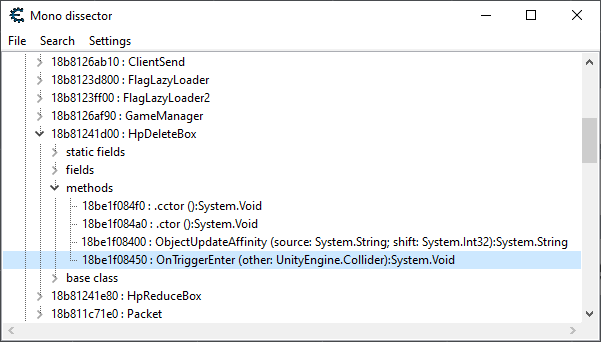 Mono dissector
File Search Settings
18b8126ab10 : ClientSend
18b8123d800 : FlagLazyLoader
18b8123ff00 : FlagLazyLoader2
18b8126af90 : GameManager
18b81241d00 : HpDeleteBox
static fields
fields
methods
18be1f084f0 : .cctor ():System.Void
18be1f084a0 : .ctor ():System.Void
18be1f08400 : ObjectUpdateAffinity (source: System.String; shift: System.Int32):System.String
18be1f08450 : OnTriggerEnter (other: UnityEngine.Collider):System.Void
base class
18b81241e80 : HpReduceBox
18b811c71e0 : Packet